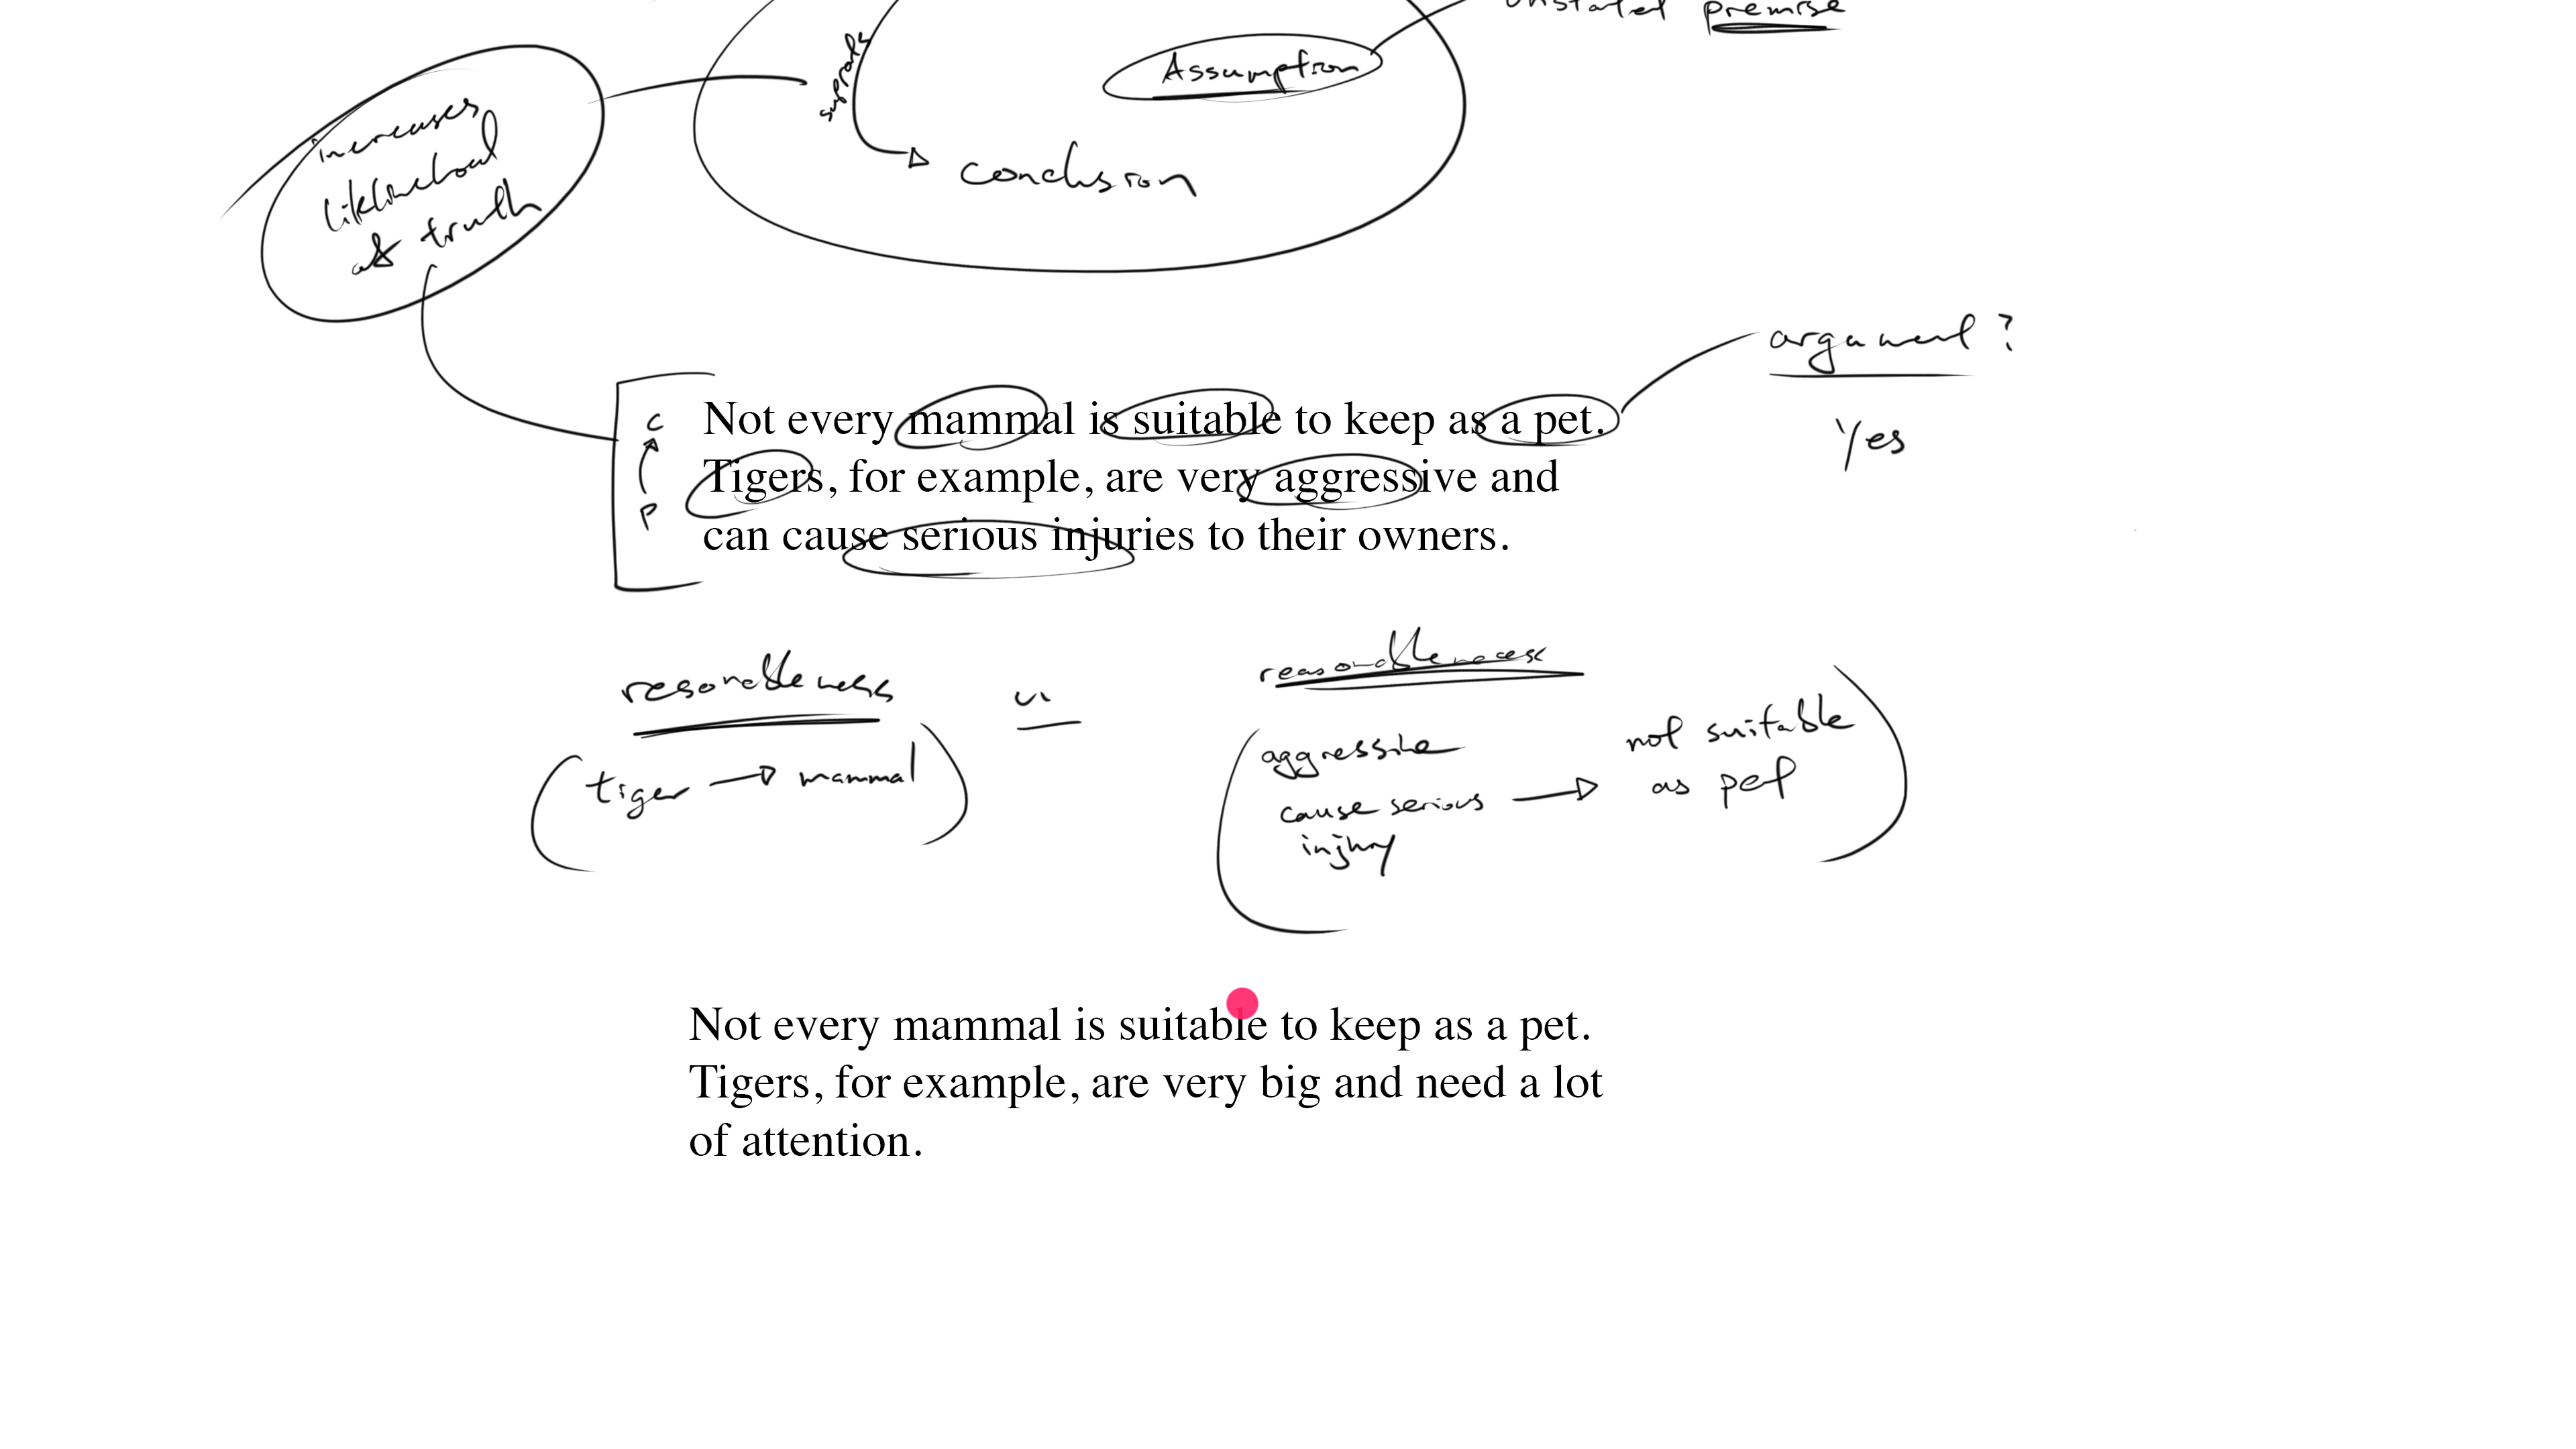 unstated premise
Assumption
supports
conclusion
increases
of truth
argument ?
Yes
C
P
Not every mammal is suitable to keep as a pet.
Tigers, for example, are very aggressive and
can cause serious injuries to their owners.
resonableness
reasonableness
tiger → mammal
aggressive
cause serious →
injury
not suitable
as pet
Not every mammal is suitable to keep as a pet.
Tigers, for example, are very big and need a lot
of attention.